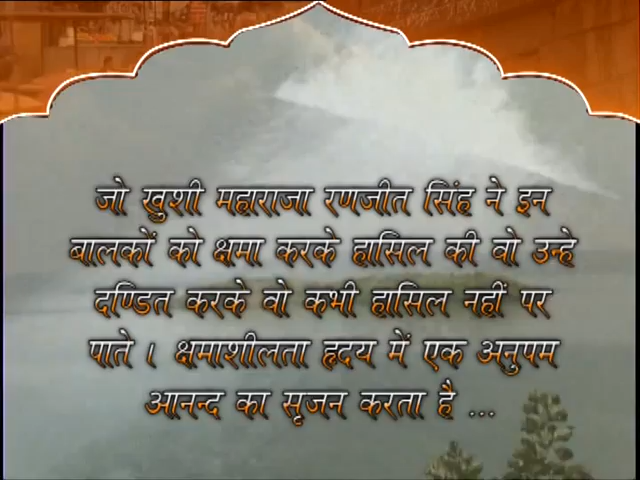 जो खुशी महाराजा रणजीत सिंह ने इन
बालकों को क्षमा करके हासिल की वो उन्हे
दण्डित करके वो कभी हासिल नहीं पर
पाते । क्षमाशीलता हृदय में एक अनुपम
आनन्द का सृजन करता है ...